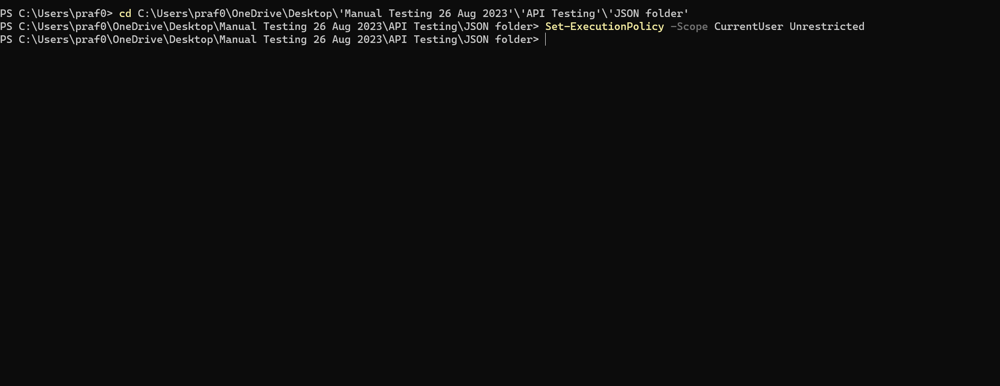 PS C:\Users\praf0> cd C:\Users\praf0\OneDrive\Desktop\'Manual Testing 26 Aug 2023'\'API Testing'\'JSON folder'
PS C:\Users\praf0\OneDrive\Desktop\Manual Testing 26 Aug 2023\API Testing\JSON folder> Set-ExecutionPolicy -Scope CurrentUser Unrestricted
PS C:\Users\praf0\OneDrive\Desktop\Manual Testing 26 Aug 2023\API Testing\JSON folder>